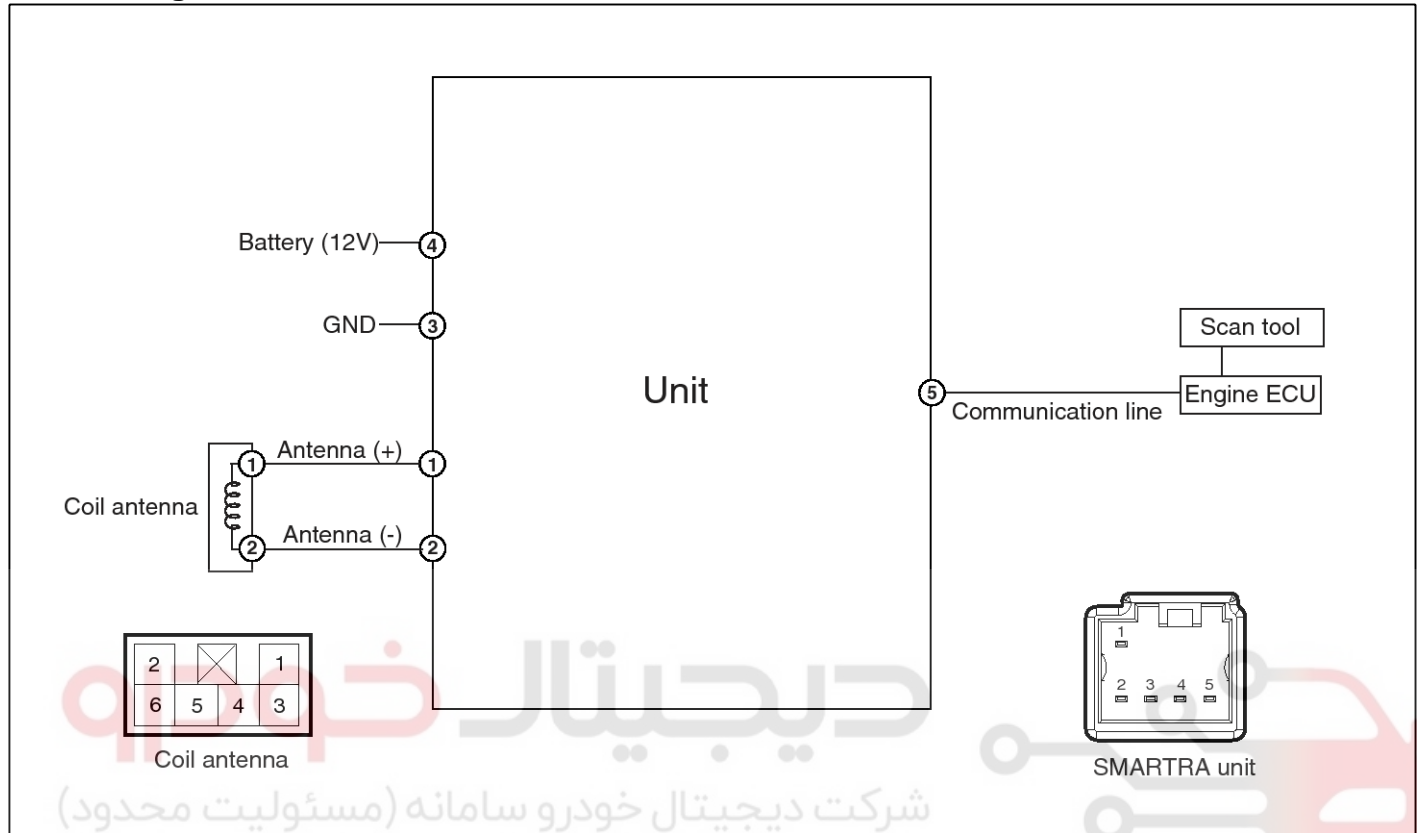 Battery (12V)
4
GND
3
Unit
Scan tool
Engine ECU
5
Communication line
Antenna (+)
1
1
Coil antenna
Antenna (-)
2
2
2 1
6 5 4 3
Coil antenna
1
2 3 4 5
SMARTRA unit
دیجیتال خودرو
شرکت دیجیتال خودرو سامانه (مسئولیت محدود)